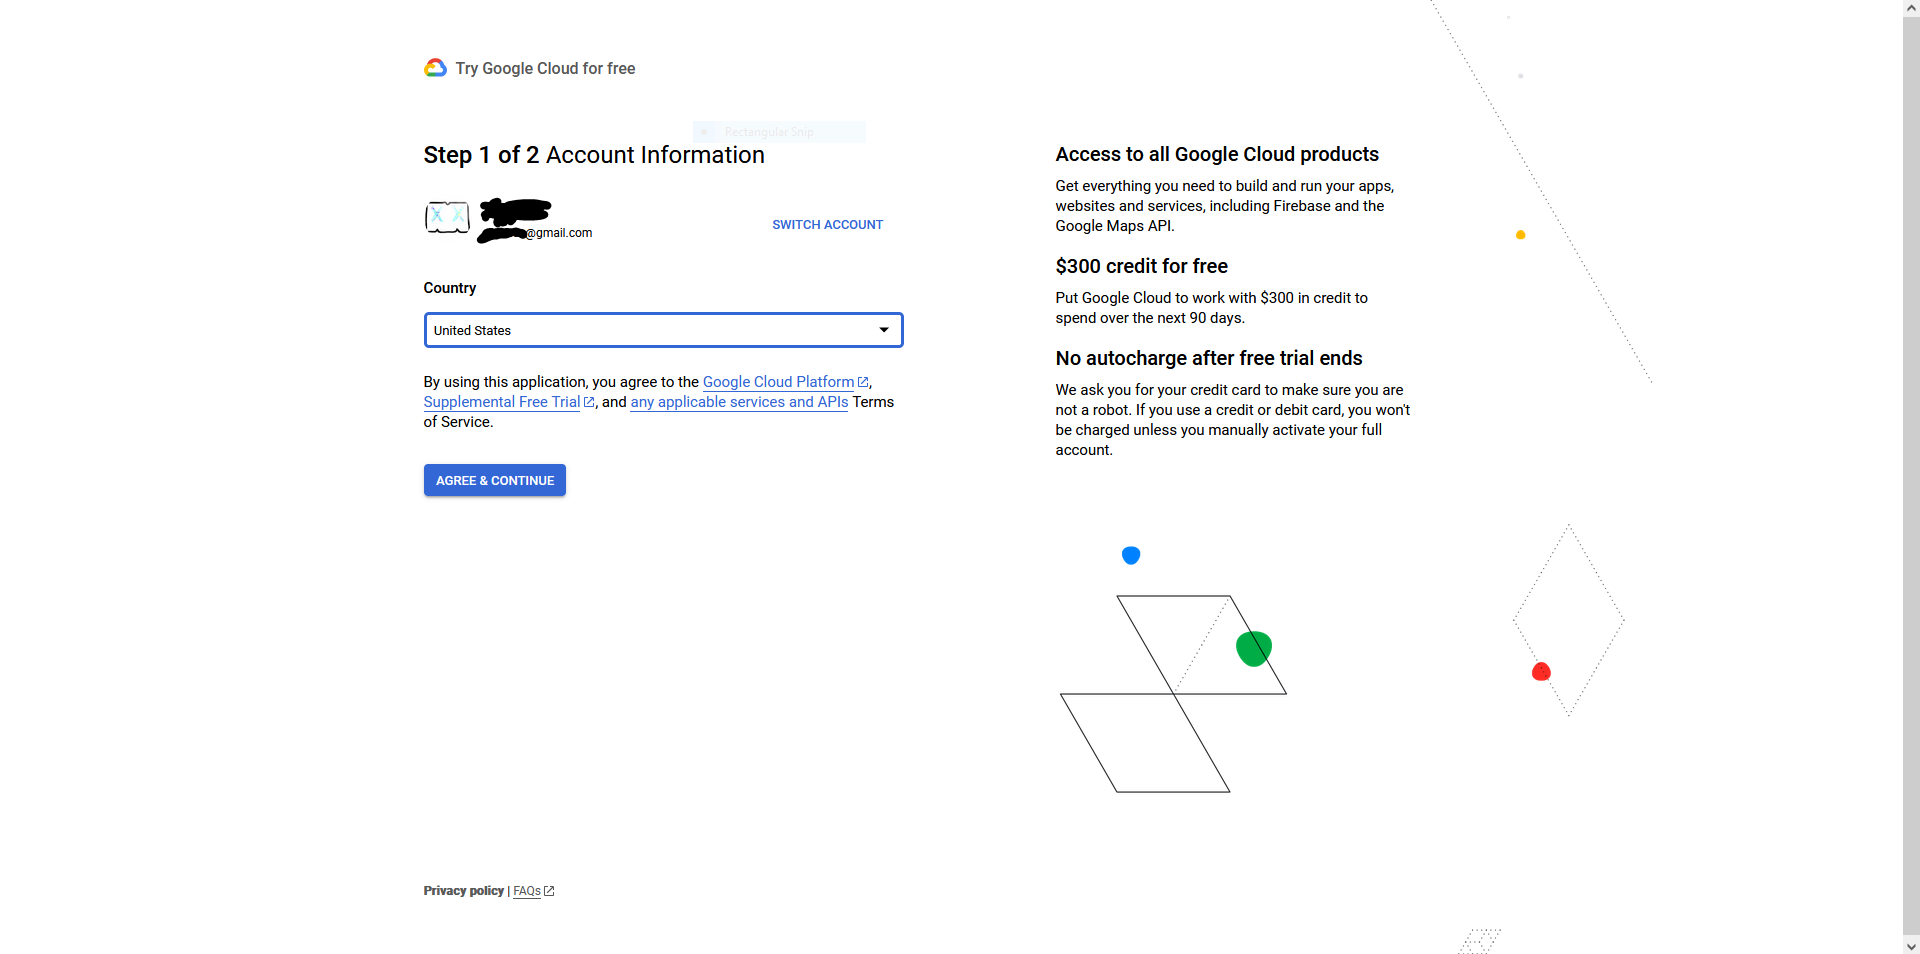 Try Google Cloud for free
Rectangular Snip
Step 1 of 2 Account Information
@gmail.com
SWITCH ACCOUNT
Country
United States
By using this application, you agree to the Google Cloud Platform,
Supplemental Free Trial, and any applicable services and APIs Terms
of Service.
AGREE & CONTINUE
Access to all Google Cloud products
Get everything you need to build and run your apps,
websites and services, including Firebase and the
Google Maps API.
$300 credit for free
Put Google Cloud to work with $300 in credit to
spend over the next 90 days.
No autocharge after free trial ends
We ask you for your credit card to make sure you are
not a robot. If you use a credit or debit card, you won't
be charged unless you manually activate your full
account.
Privacy policy | FAQs